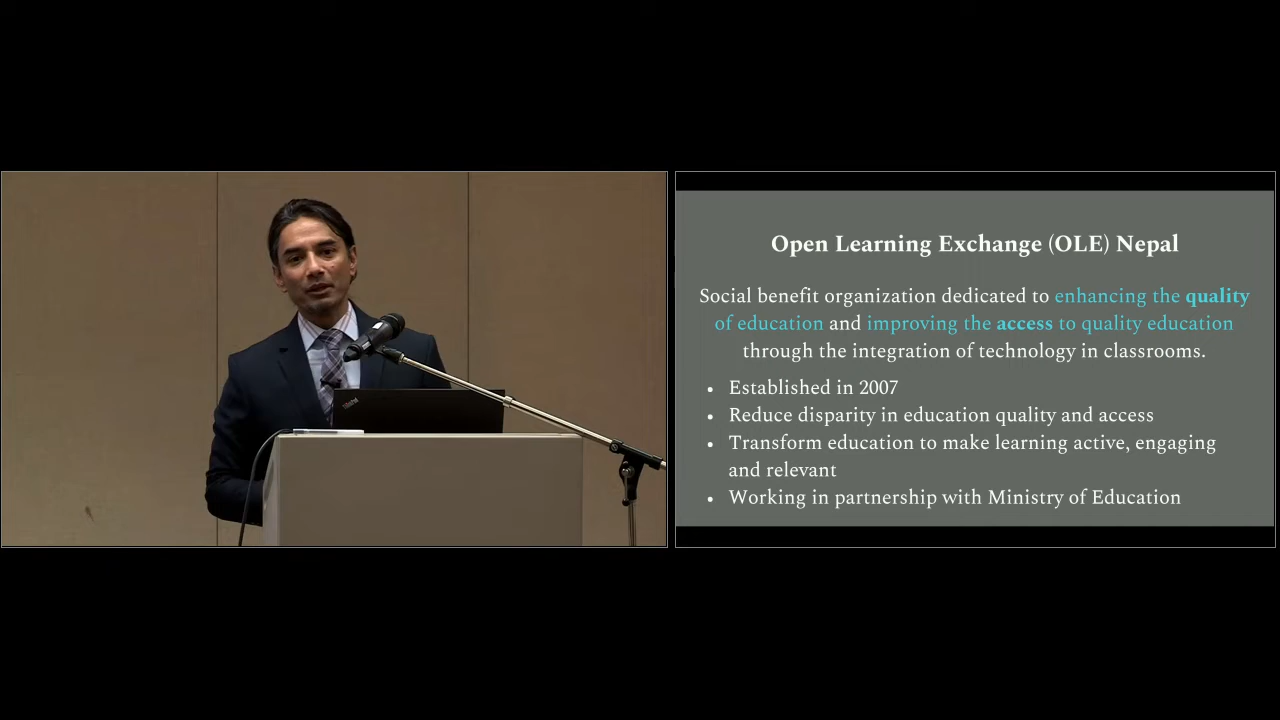 ThinkPad
Open Learning Exchange (OLE) Nepal
Social benefit organization dedicated to enhancing the quality
of education and improving the access to quality education
through the integration of technology in classrooms.
• Established in 2007
• Reduce disparity in education quality and access
• Transform education to make learning active, engaging
and relevant
• Working in partnership with Ministry of Education